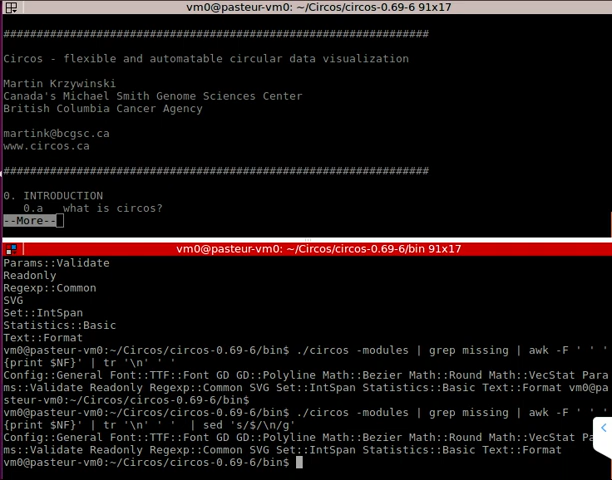 vm0@pasteur-vm0: ~/Circos/circos-0.69-6 91x17
################################################################
Circos - flexible and automatable circular data visualization
Martin Krzywinski
Canada's Michael Smith Genome Sciences Center
British Columbia Cancer Agency
martink@bcgsc.ca
www.circos.ca
################################################################
0. INTRODUCTION
0.a what is circos?
--More--
vm0@pasteur-vm0: ~/Circos/circos-0.69-6/bin 91x17
Params::Validate
Readonly
Regexp::Common
SVG
Set::IntSpan
Statistics::Basic
Text::Format
vm0@pasteur-vm0:~/Circos/circos-0.69-6/bin$ ./circos -modules | grep missing | awk -F ' ' '
{print $NF}' | tr '\n' ' '
Config::General Font::TTF::Font GD GD::Polyline Math::Bezier Math::Round Math::VecStat Para
ms::Validate Readonly Regexp::Common SVG Set::IntSpan Statistics::Basic Text::Format vm0@pa
steur-vm0:~/Circos/circos-0.69-6/bin$
vm0@pasteur-vm0:~/Circos/circos-0.69-6/bin$ ./circos -modules | grep missing | awk -F ' ' '
{print $NF}' | tr '\n' ' ' | sed 's/$/\n/g'
Config::General Font::TTF::Font GD GD::Polyline Math::Bezier Math::Round Math::VecStat Pa
ms::Validate Readonly Regexp::Common SVG Set::IntSpan Statistics::Basic Text::Format
vm0@pasteur-vm0:~/Circos/circos-0.69-6/bin$